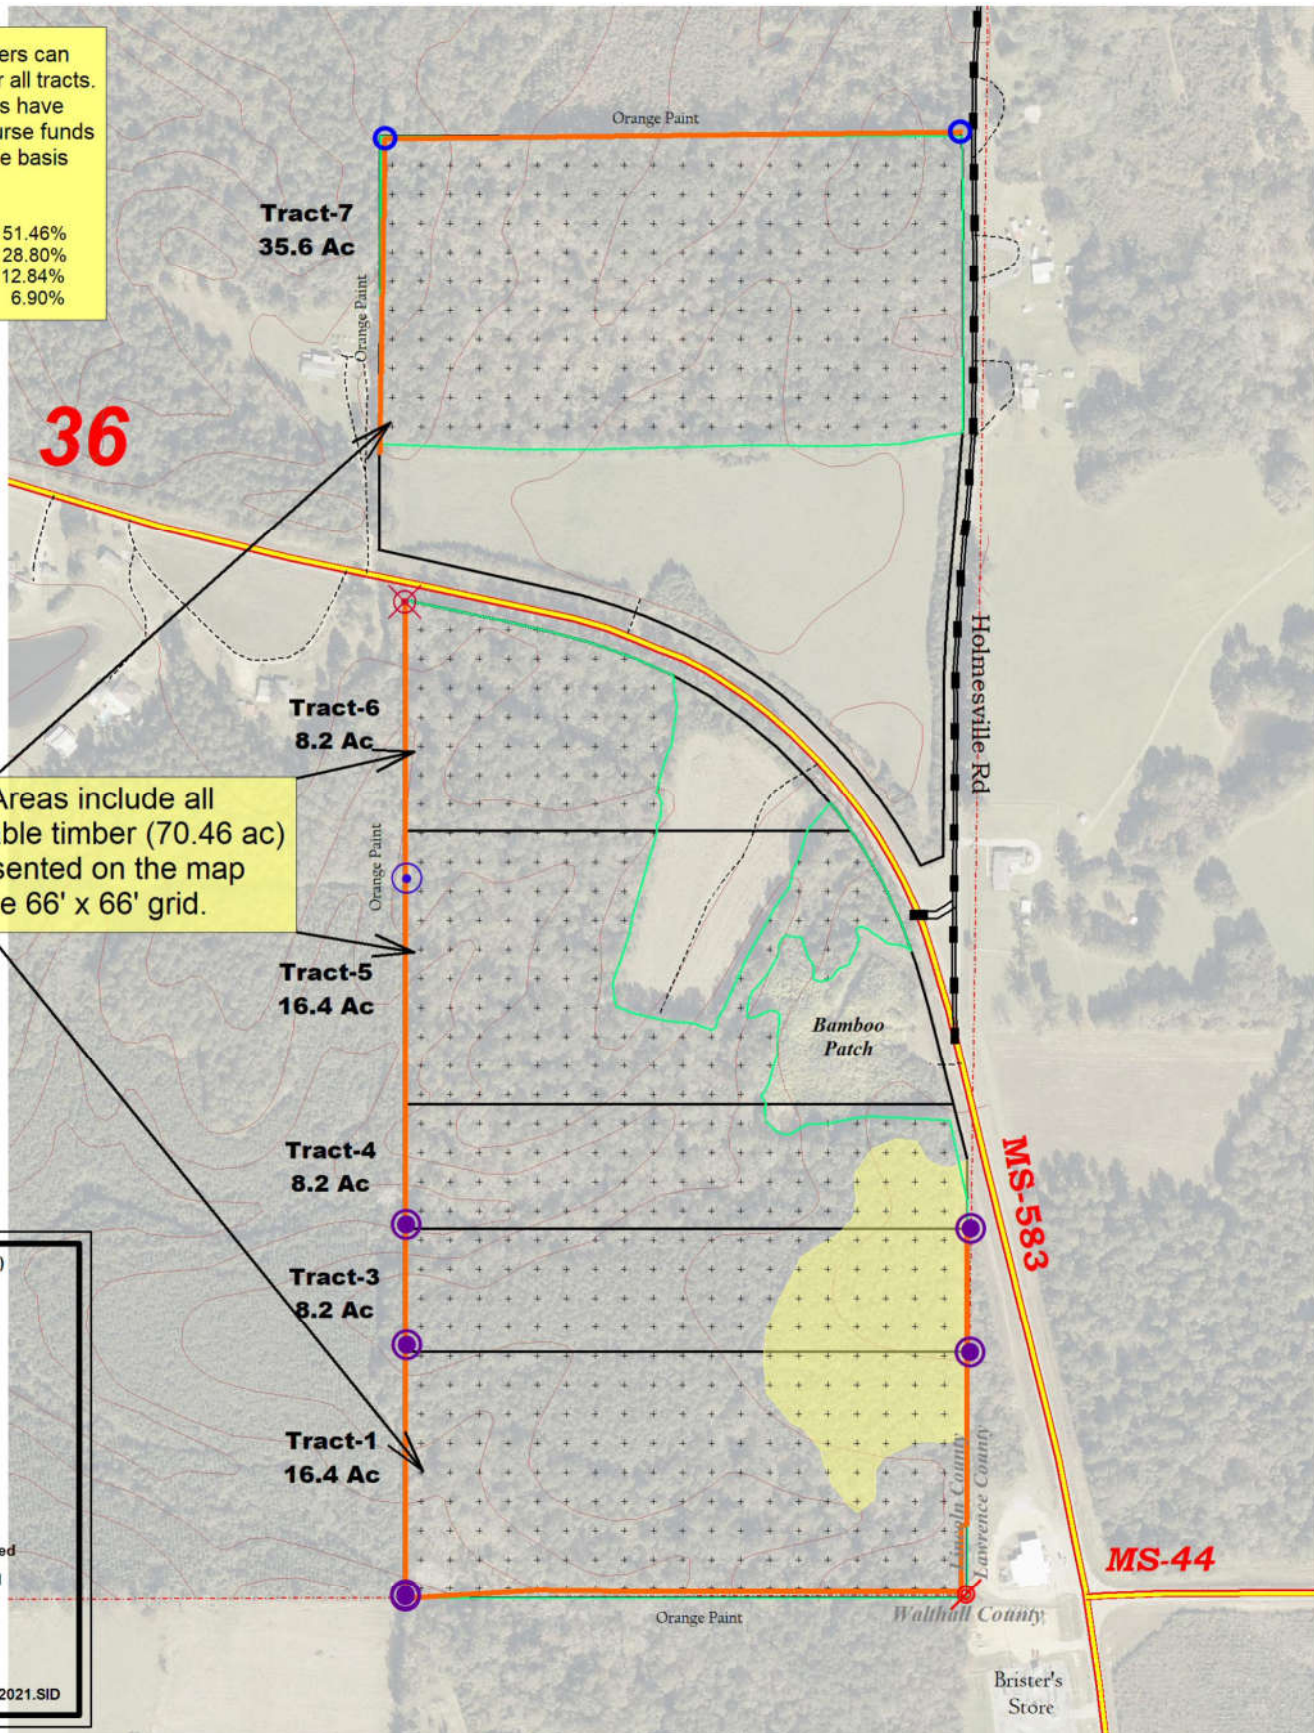 ers can
r all tracts.
s have
urse funds
e basis
51.46%
28.80%
12.84%
6.90%
Orange Paint
Tract-7
35.6 Ac
Orange Paint
36
Holmesville Rd
Tract-6
8.2 Ac
Areas include all
able timber (70.46 ac)
sented on the map
e 66' x 66' grid.
Orange Paint
Tract-5
16.4 Ac
Bamboo
Patch
Tract-4
8.2 Ac
MS-583
Tract-3
8.2 Ac
Tract-1
16.4 Ac
Lincoln County
Lawrence County
MS-44
Orange Paint
Walthall County
Brister's
Store
)
ed
2021.SID